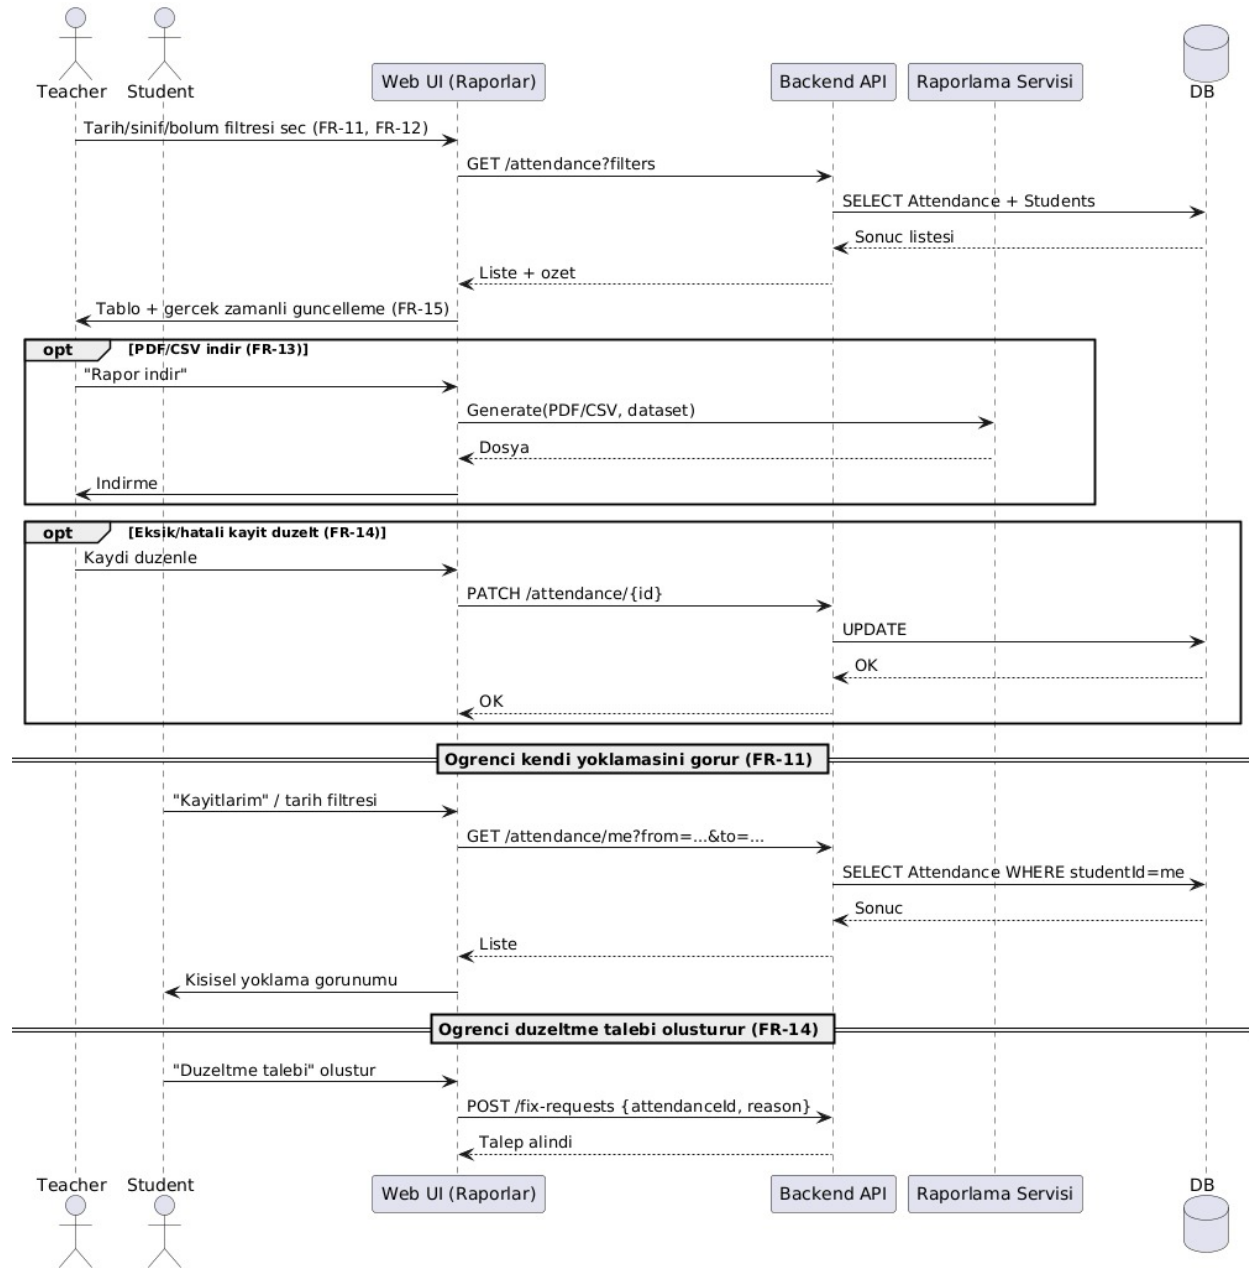 Teacher
Student
Web UI (Raporlar)
Backend API
Raporlama Servisi
DB
Tarih/sinif/bolum filtresi sec (FR-11, FR-12)
GET /attendance?filters
SELECT Attendance + Students
Sonuc listesi
Liste + ozet
Tablo + gercek zamanli guncelleme (FR-15)
opt [PDF/CSV indir (FR-13)]
"Rapor indir"
Generate(PDF/CSV, dataset)
Dosya
Indirme
opt [Eksik/hatali kayit duzelt (FR-14)]
Kaydi duzenle
PATCH /attendance/{id}
UPDATE
OK
OK
Ogrenci kendi yoklamasini gorur (FR-11)
"Kayitlarim" / tarih filtresi
GET /attendance/me?from=...&to=...
SELECT Attendance WHERE studentId=me
Sonuc
Liste
Kisisel yoklama gorunumu
Ogrenci duzeltme talebi olusturur (FR-14)
"Duzeltme talebi" olustur
POST /fix-requests {attendanceId, reason}
Talep alindi
Teacher
Student
Web UI (Raporlar)
Backend API
Raporlama Servisi
DB